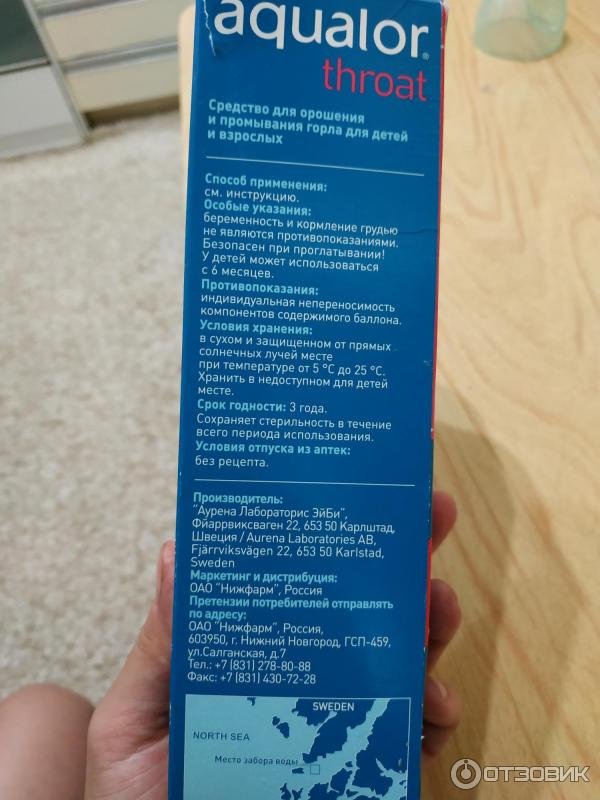 aqualor®
throat
Средство для орошения
и промывания горла для детей
и взрослых
Способ применения:
см. инструкцию.
Особые указания:
беременность и кормление грудью
не являются противопоказаниями.
Безопасен при проглатывании!
У детей может использоваться
с 6 месяцев.
Противопоказания:
индивидуальная непереносимость
компонентов содержимого баллона.
Условия хранения:
в сухом и защищенном от прямых
солнечных лучей месте
при температуре от 5 °C до 25 °C.
Хранить в недоступном для детей
месте.
Срок годности: 3 года.
Сохраняет стерильность в течение
всего периода использования.
Условия отпуска из аптек:
без рецепта.
Производитель:
"Аурена Лабораторис ЭйБи",
Фйаррвиксваген 22, 653 50 Карлштад,
Швеция / Aurena Laboratories AB,
Fjärrviksvägen 22, 653 50 Karlstad,
Sweden
Маркетинг и дистрибуция:
ОАО "Нижфарм", Россия
Претензии потребителей отправлять
по адресу:
ОАО "Нижфарм", Россия,
603950, г. Нижний Новгород, ГСП-459,
ул.Салганская, д.7
Тел.: +7 (831) 278-80-88
Факс: +7 (831) 430-72-28
SWEDEN
NORTH SEA
Место забора воды
ОТЗОВИК